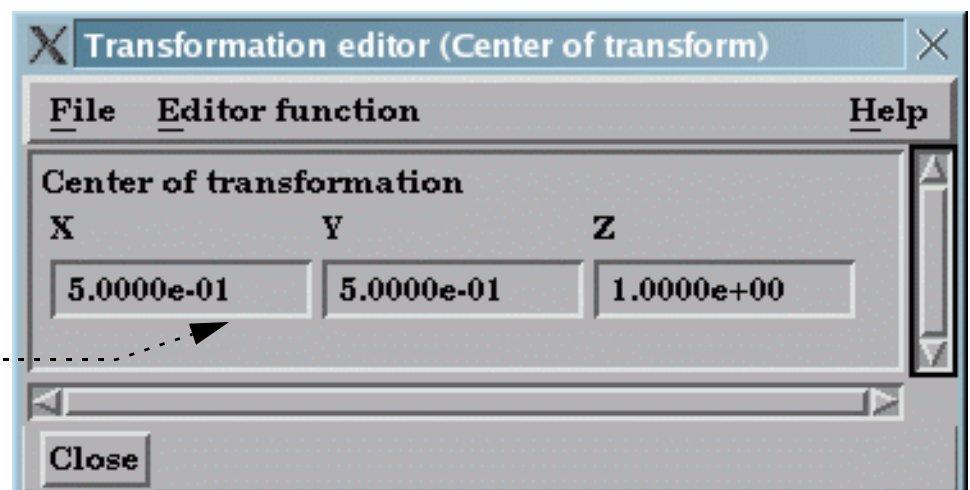 Transformation editor (Center of transform)
File Editor function Help
Center of transformation
X Y Z
5.0000e-01 5.0000e-01 1.0000e+00
Close